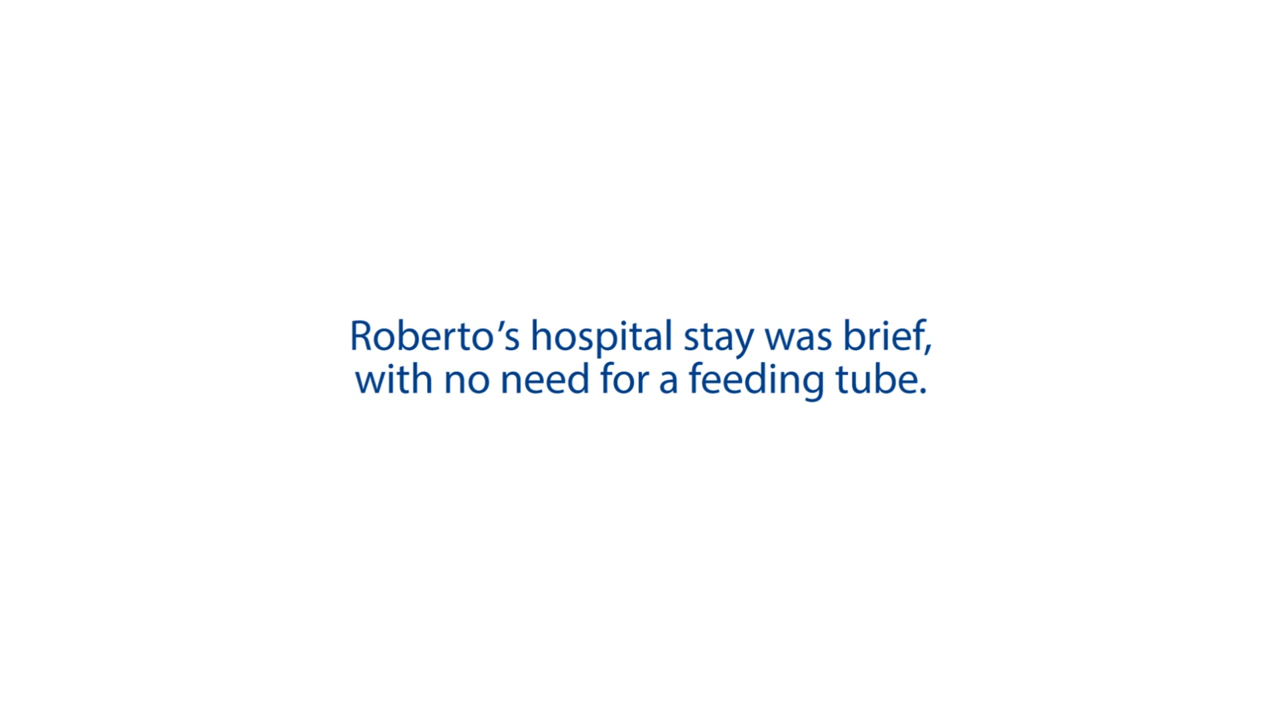 Roberto’s hospital stay was brief,
with no need for a feeding tube.